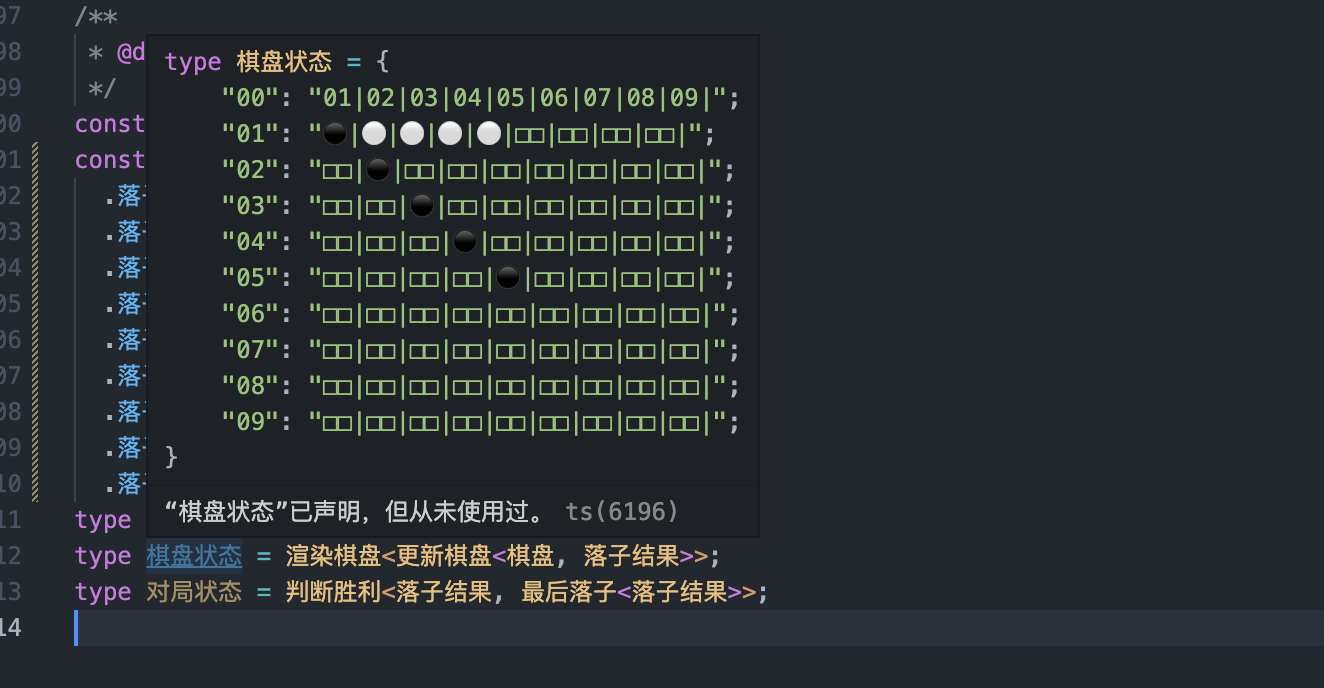 97 /**
98 * @d
99 */
00 const
01 const
02 .落
03 .落
04 .落
05 .落
06 .落
07 .落
08 .落
09 .落
10 .落
type 棋盘状态 = {
"00": "01|02|03|04|05|06|07|08|09|";
"01": "⚫|⚪|⚪|⚪|⚪|□□|□□|□□|□□|";
"02": "□□|⚫|□□|□□|□□|□□|□□|□□|□□|";
"03": "□□|□□|⚫|□□|□□|□□|□□|□□|□□|";
"04": "□□|□□|□□|⚫|□□|□□|□□|□□|□□|";
"05": "□□|□□|□□|□□|⚫|□□|□□|□□|□□|";
"06": "□□|□□|□□|□□|□□|□□|□□|□□|□□|";
"07": "□□|□□|□□|□□|□□|□□|□□|□□|□□|";
"08": "□□|□□|□□|□□|□□|□□|□□|□□|□□|";
"09": "□□|□□|□□|□□|□□|□□|□□|□□|□□|";
}
“棋盘状态”已声明，但从未使用过。 ts(6196)
11 type
12 type 棋盘状态 = 渲染棋盘<更新棋盘<棋盘, 落子结果>>;
13 type 对局状态 = 判断胜利<落子结果, 最后落子<落子结果>>;
14